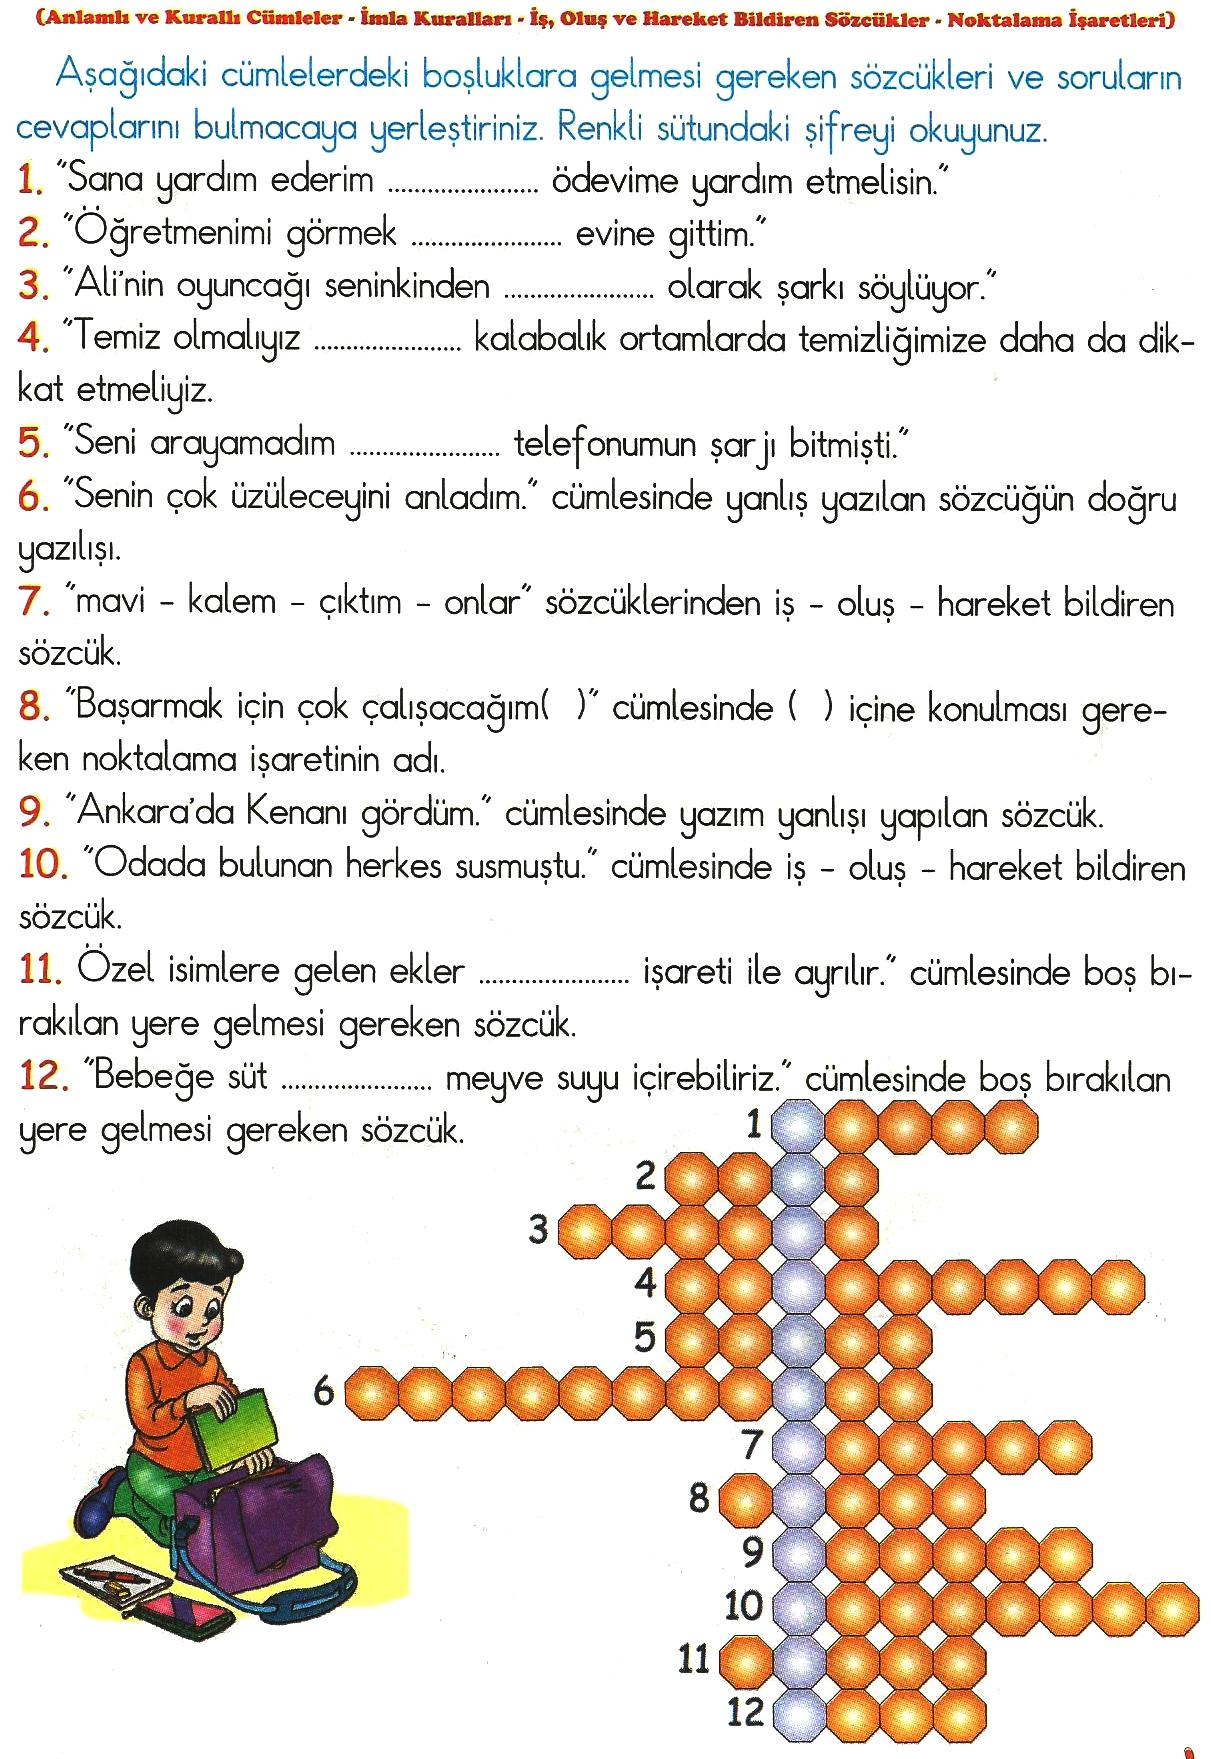 (Anlamlı ve Kurallı Cümleler - İmla Kuralları - İş, Oluş ve Hareket Bildiren Sözcükler - Noktalama İşaretleri)
Aşağıdaki cümlelerdeki boşluklara gelmesi gereken sözcükleri ve soruların
cevaplarını bulmacaya yerleştiriniz. Renkli sütundaki şifreyi okuyunuz.
1. "Sana yardım ederim ....................... ödevime yardım etmelisin."
2. "Öğretmenimi görmek ....................... evine gittim."
3. "Ali'nin oyuncağı seninkinden ....................... olarak şarkı söylüyor."
4. "Temiz olmalıyız ....................... kalabalık ortamlarda temizliğimize daha da dik-
kat etmeliyiz.
5. "Seni arayamadım ....................... telefonumun şarjı bitmişti."
6. "Senin çok üzüleceyini anladım." cümlesinde yanlış yazılan sözcüğün doğru
yazılışı.
7. "mavi - kalem - çıktım - onlar" sözcüklerinden iş - oluş - hareket bildiren
sözcük.
8. "Başarmak için çok çalışacağım( )" cümlesinde ( ) içine konulması gere-
ken noktalama işaretinin adı.
9. "Ankara'da Kenanı gördüm." cümlesinde yazım yanlışı yapılan sözcük.
10. "Odada bulunan herkes susmuştu." cümlesinde iş - oluş - hareket bildiren
sözcük.
11. Özel isimlere gelen ekler ....................... işareti ile ayrılır." cümlesinde boş bı-
rakılan yere gelmesi gereken sözcük.
12. "Bebeğe süt ....................... meyve suyu içirebiliriz." cümlesinde boş bırakılan
yere gelmesi gereken sözcük.
1
2
3
4
5
6
7
8
9
10
11
12